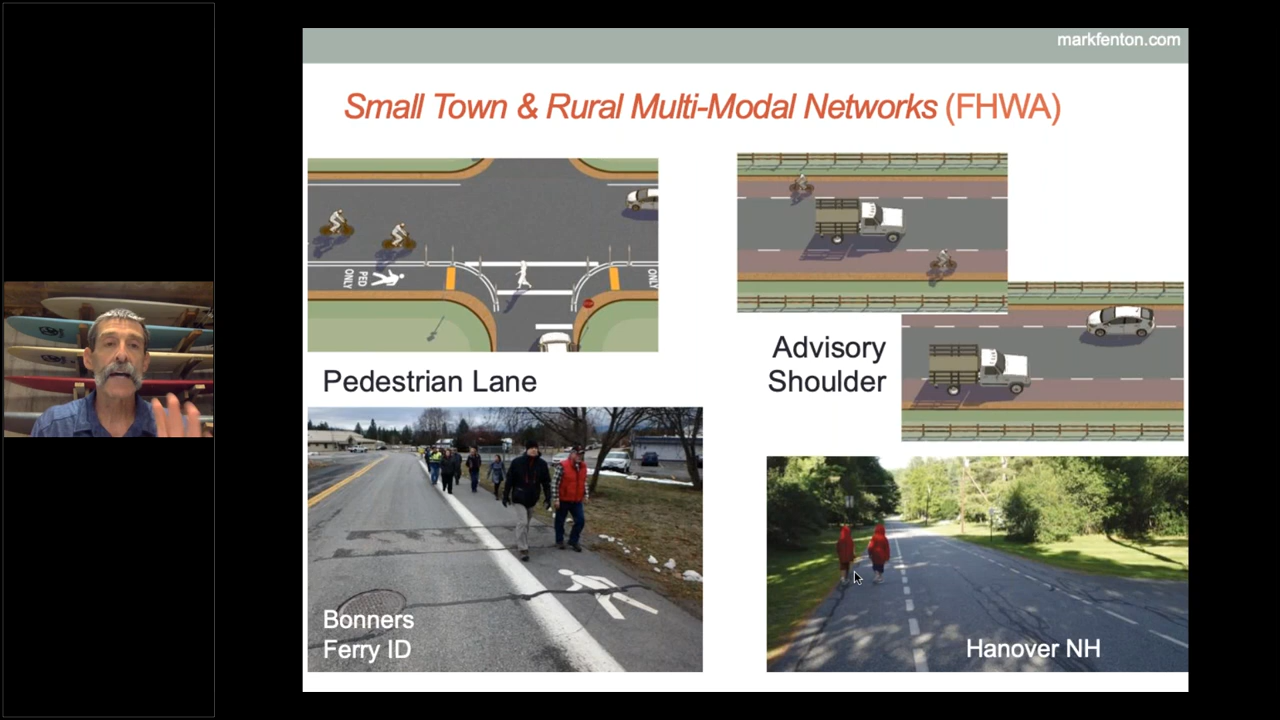 markfenton.com
Small Town & Rural Multi-Modal Networks (FHWA)
PED
ONLY
ONLY
Pedestrian Lane
Advisory
Shoulder
Bonners
Ferry ID
Hanover NH